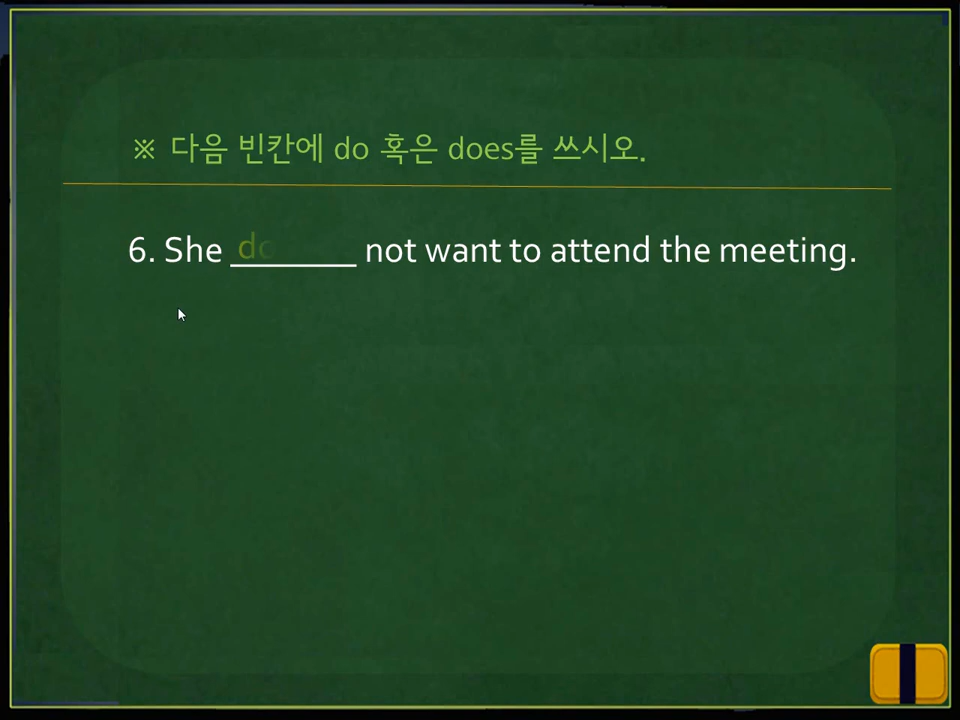 ※ 다음 빈칸에 do 혹은 does를 쓰시오.
6. She do______ not want to attend the meeting.